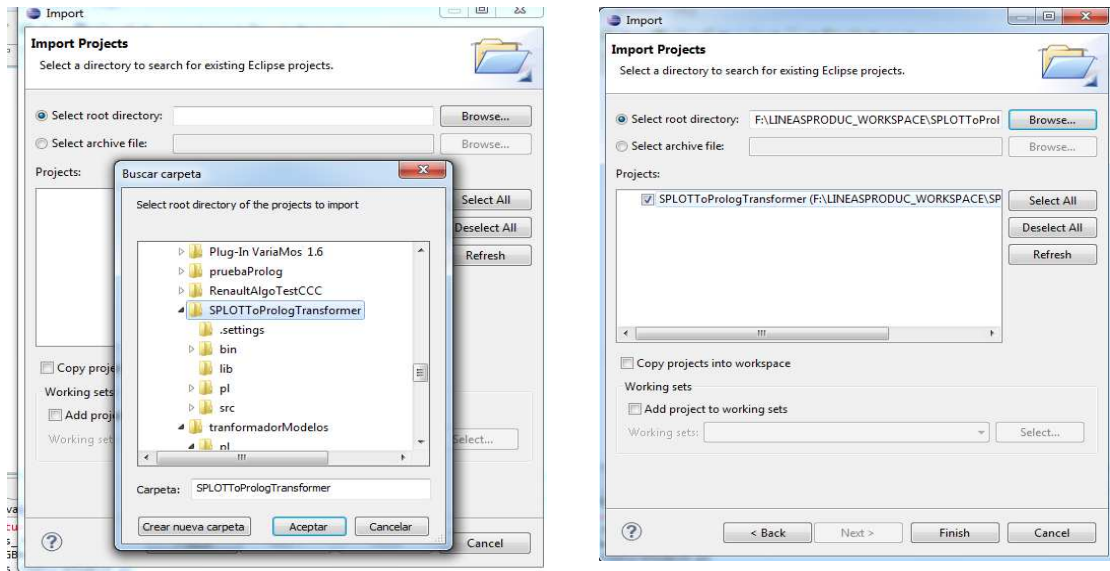 Import
Import Projects
Select a directory to search for existing Eclipse projects.
Select root directory:
Browse...
Select archive file:
Browse...
Projects:
Select All
Deselect All
Refresh
Copy proje
Working sets
Add proj
Working set
Select...
Cancel
Buscar carpeta
Select root directory of the projects to import
Plug-In VariaMos 1.6
pruebaProlog
RenaultAlgoTestCCC
SPLOTToPrologTransformer
.settings
bin
lib
pl
src
tranformadorModelos
pl
Carpeta: SPLOTToPrologTransformer
Crear nueva carpeta Aceptar Cancelar
Import
Import Projects
Select a directory to search for existing Eclipse projects.
Select root directory: F:\LINEASPRODUC_WORKSPACE\SPLOTToProl Browse...
Select archive file: Browse...
Projects:
SPLOTToPrologTransformer (F:\LINEASPRODUC_WORKSPACE\SP
Select All
Deselect All
Refresh
Copy projects into workspace
Working sets
Add project to working sets
Working sets: Select...
< Back Next > Finish Cancel